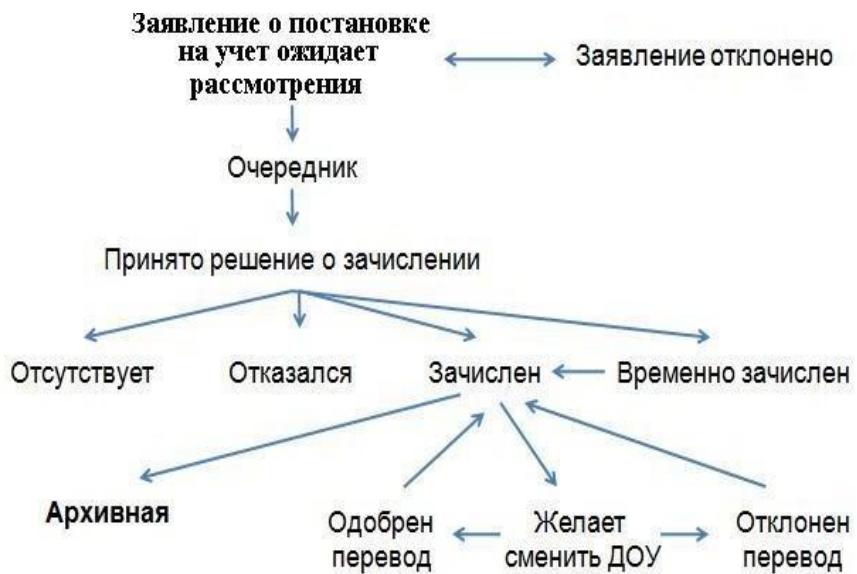 Заявление о постановке
на учет ожидает
рассмотрения
Заявление отклонено
Очередник
Принято решение о зачислении
Отсутствует
Отказался
Зачислен
Временно зачислен
Архивная
Одобрен
перевод
Желает
сменить ДОУ
Отклонен
перевод